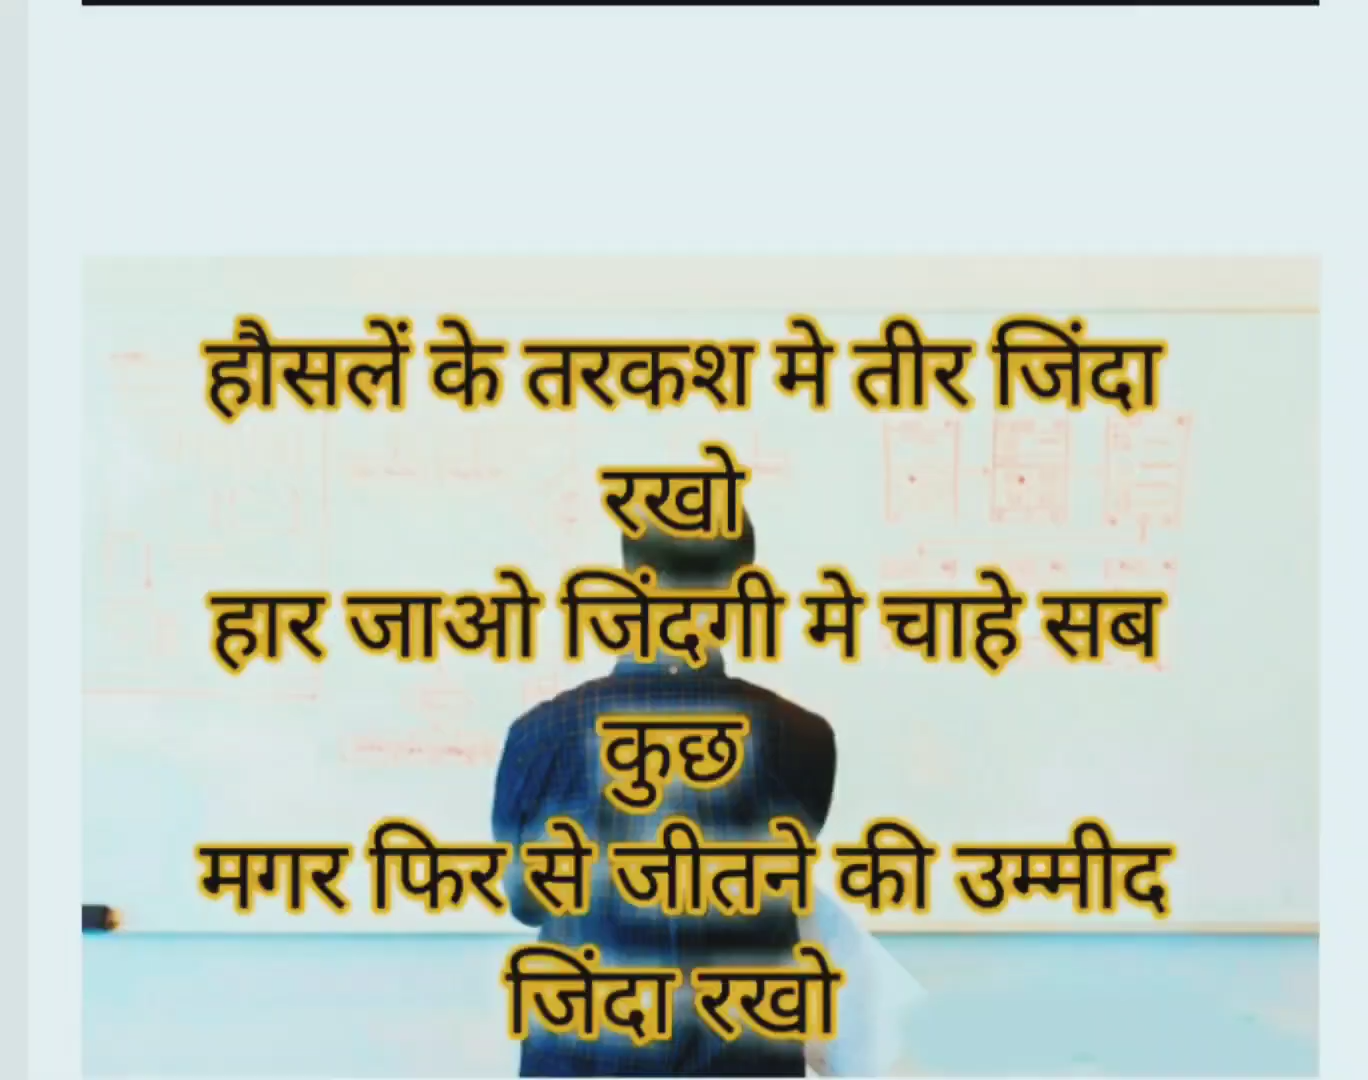 हौसलें के तरकश मे तीर जिंदा
रखो
हार जाओ जिंदगी मे चाहे सब
कुछ
मगर फिर से जीतने की उम्मीद
जिंदा रखो